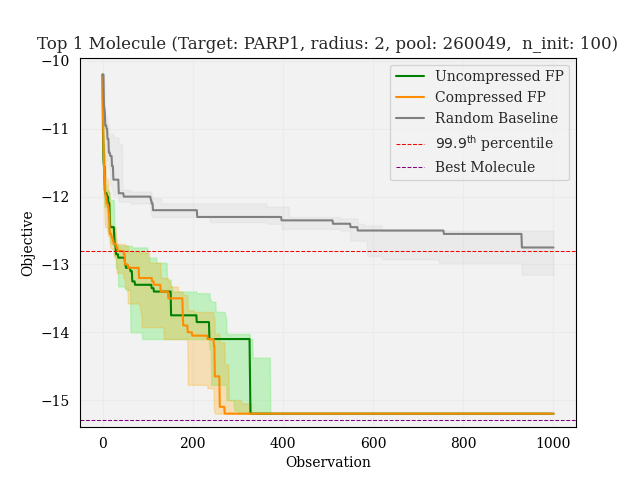 Top 1 Molecule (Target: PARP1, radius: 2, pool: 260049,  n_init: 100)
Uncompressed FP
Compressed FP
Random Baseline
99.9th percentile
Best Molecule
Objective
−10
−11
−12
−13
−14
−15
0
200
400
600
800
1000
Observation